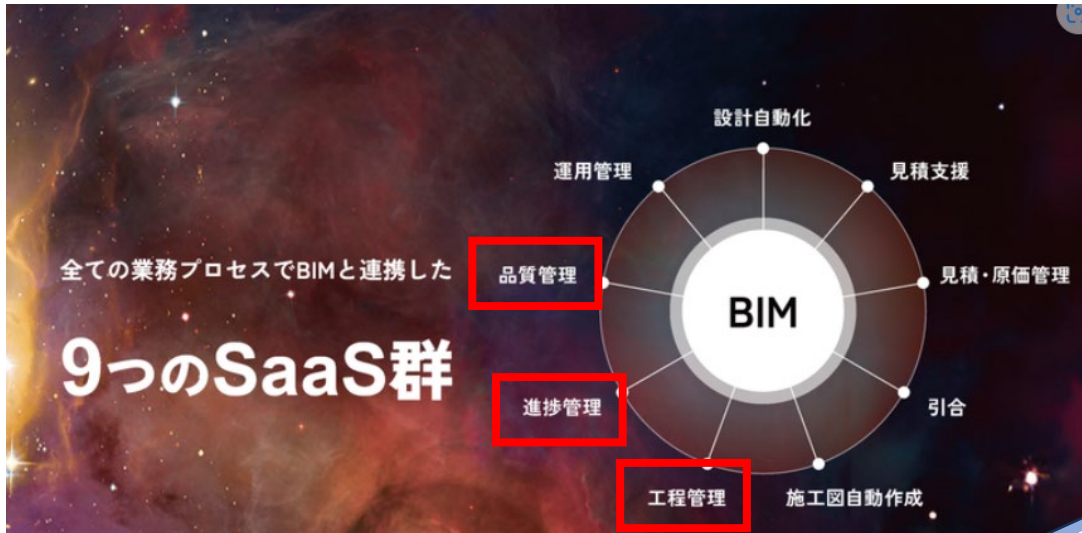 全ての業務プロセスでBIMと連携した
9つのSaaS群
設計自動化
見積支援
見積・原価管理
引合
施工図自動作成
工程管理
進捗管理
品質管理
運用管理
BIM